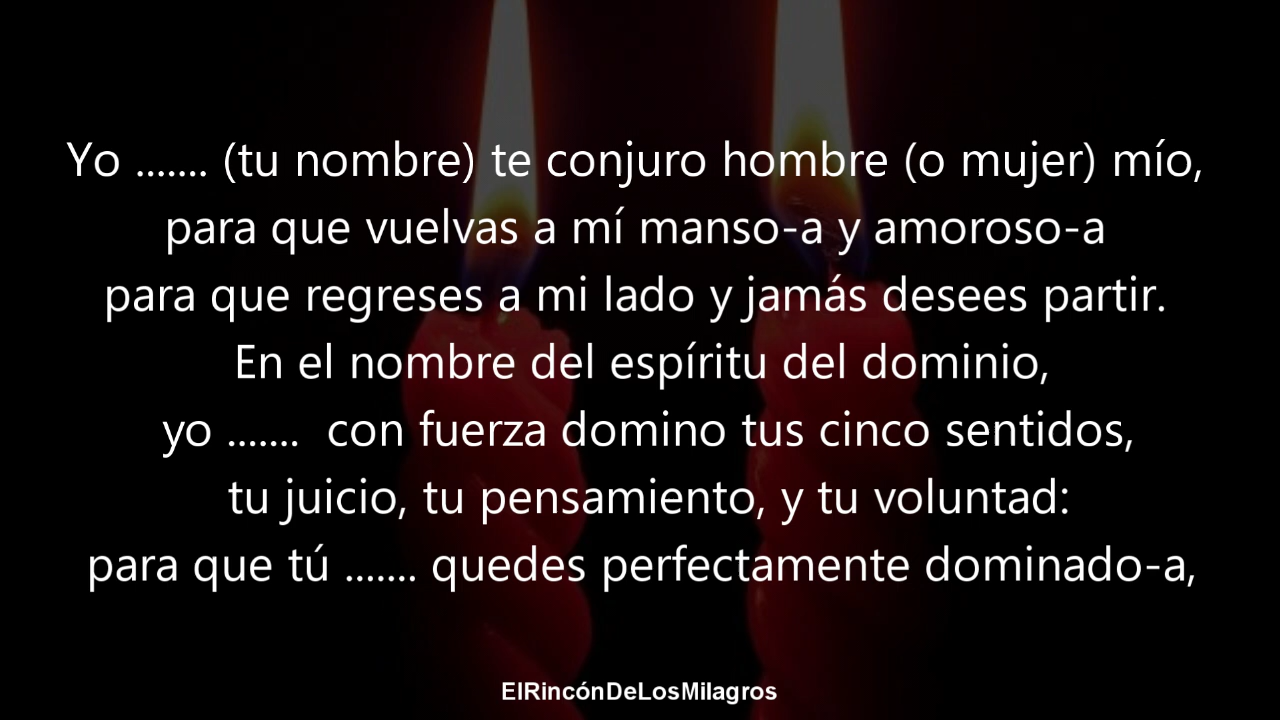 Yo ....... (tu nombre) te conjuro hombre (o mujer) mío,
para que vuelvas a mí manso-a y amoroso-a
para que regreses a mi lado y jamás desees partir.
En el nombre del espíritu del dominio,
yo ....... con fuerza domino tus cinco sentidos,
tu juicio, tu pensamiento, y tu voluntad:
para que tú ....... quedes perfectamente dominado-a,
ElRincónDeLosMilagros